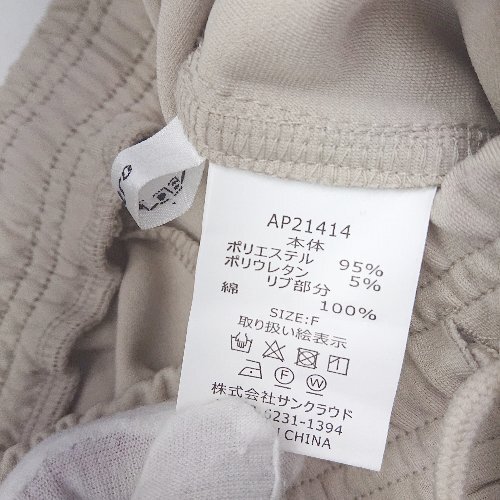 AP21414
本体
ポリエステル 95%
ポリウレタン 5%
リブ部分
綿 100%
SIZE:F
取り扱い絵表示
F W
株式会社サンクラウド
6231-1394
CHINA